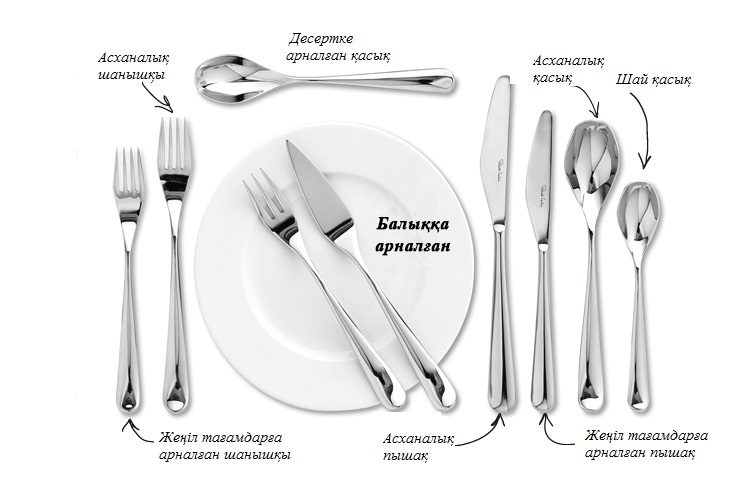 Десертке
арналған қасық
Асханалық
шанышқы
Асханалық
қасық
Шай қасық
Балыққа
арналған
Жеңіл тағамдарға
арналған шанышқы
Асханалық
пышақ
Жеңіл тағамдарға
арналған пышақ